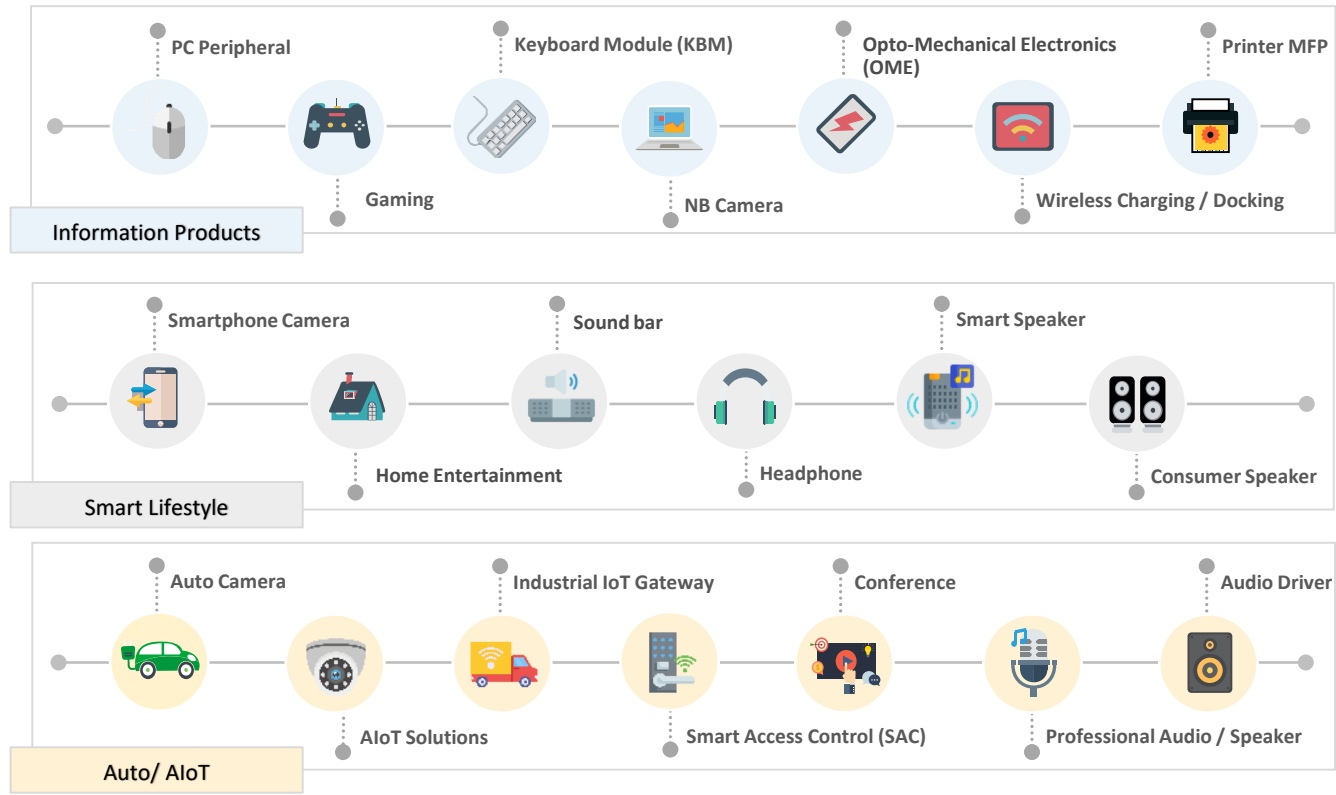 PC Peripheral
Gaming
Keyboard Module (KBM)
NB Camera
Opto-Mechanical Electronics
(OME)
Wireless Charging / Docking
Printer MFP
Information Products
Smartphone Camera
Home Entertainment
Sound bar
Headphone
Smart Speaker
Consumer Speaker
Smart Lifestyle
Auto Camera
AIoT Solutions
Industrial IoT Gateway
Smart Access Control (SAC)
Conference
Professional Audio / Speaker
Audio Driver
Auto/ AIoT